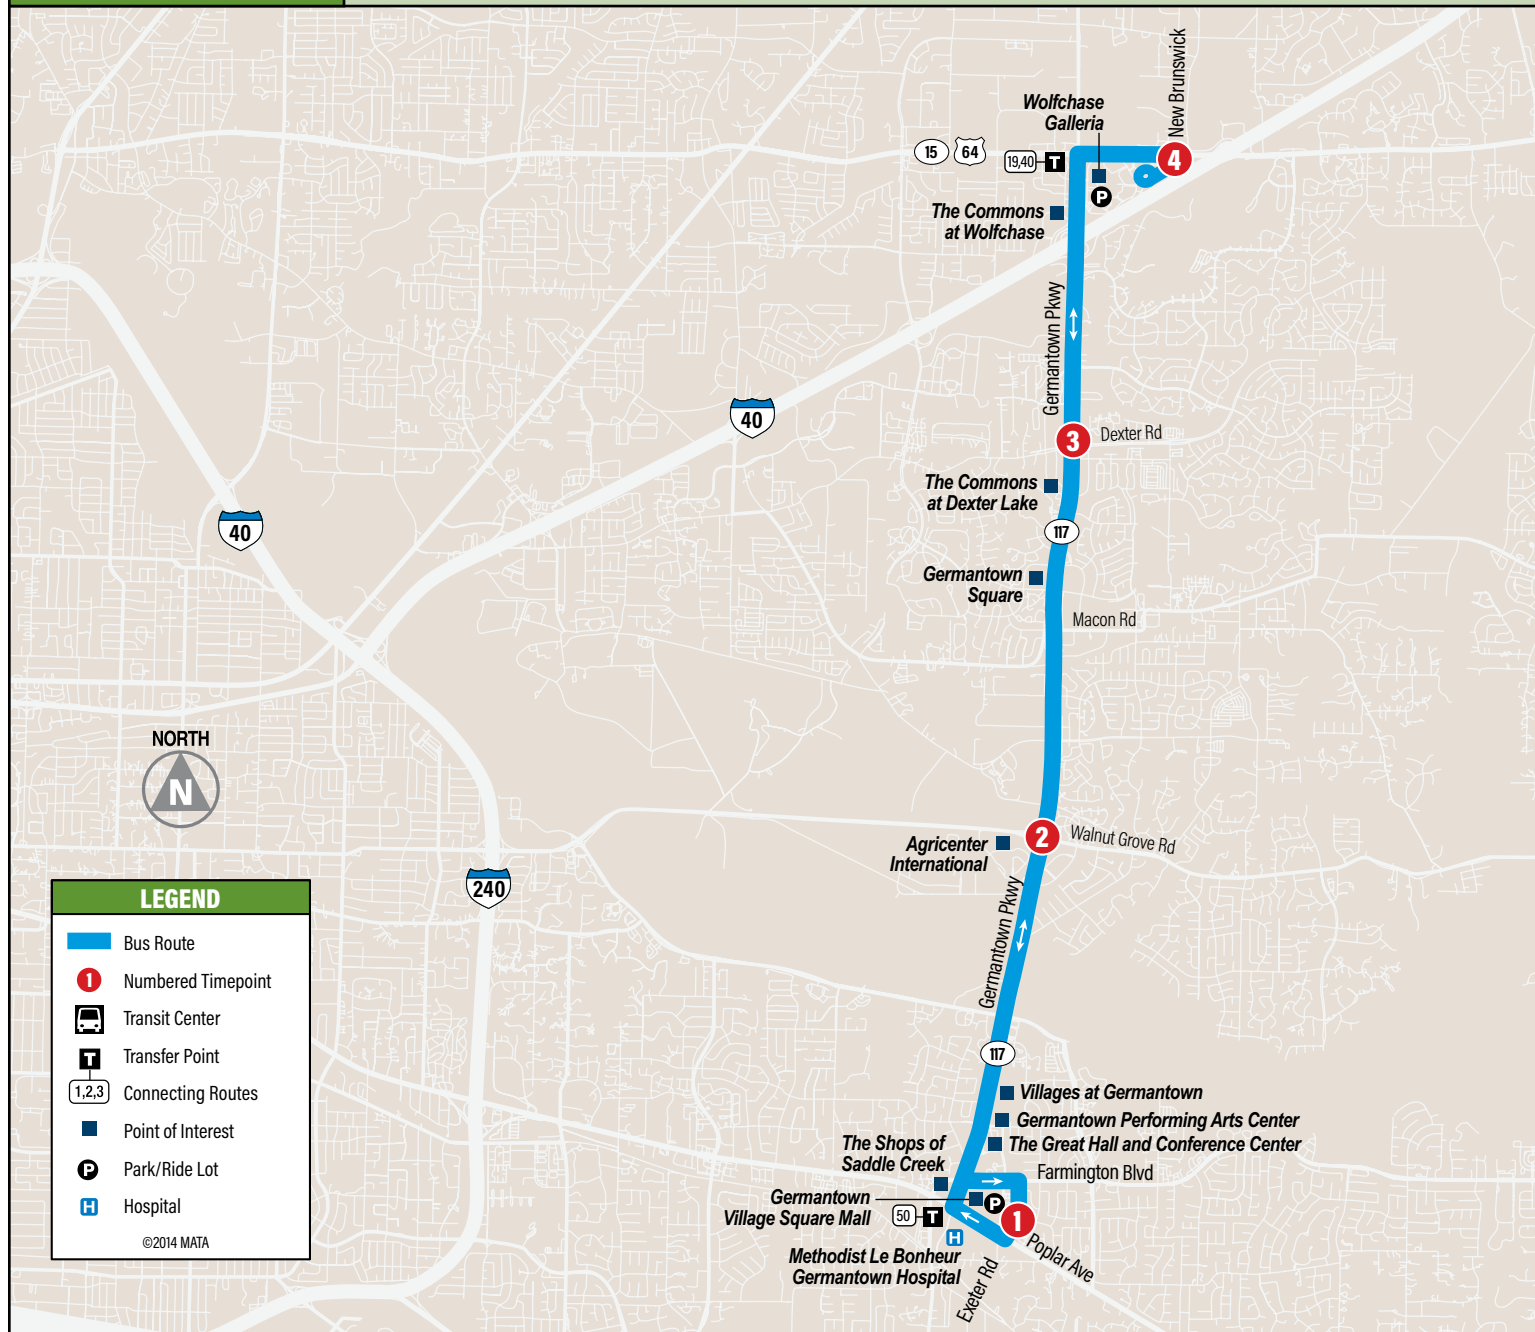 New Brunswick
Wolfchase
Galleria
15
64
19,40
T
4
P
The Commons
at Wolfchase
Germantown Pkwy
40
3
Dexter Rd
The Commons
at Dexter Lake
117
40
Germantown
Square
Macon Rd
NORTH
N
2
Walnut Grove Rd
Agricenter
International
240
Germantown Pkwy
117
Villages at Germantown
Germantown Performing Arts Center
The Great Hall and Conference Center
The Shops of
Saddle Creek
Farmington Blvd
Germantown
Village Square Mall
P
50
T
1
H
Poplar Ave
Methodist Le Bonheur
Germantown Hospital
Exeter Rd
LEGEND
Bus Route
1
Numbered Timepoint
Transit Center
T
Transfer Point
1,2,3
Connecting Routes
Point of Interest
P
Park/Ride Lot
H
Hospital
©2014 MATA